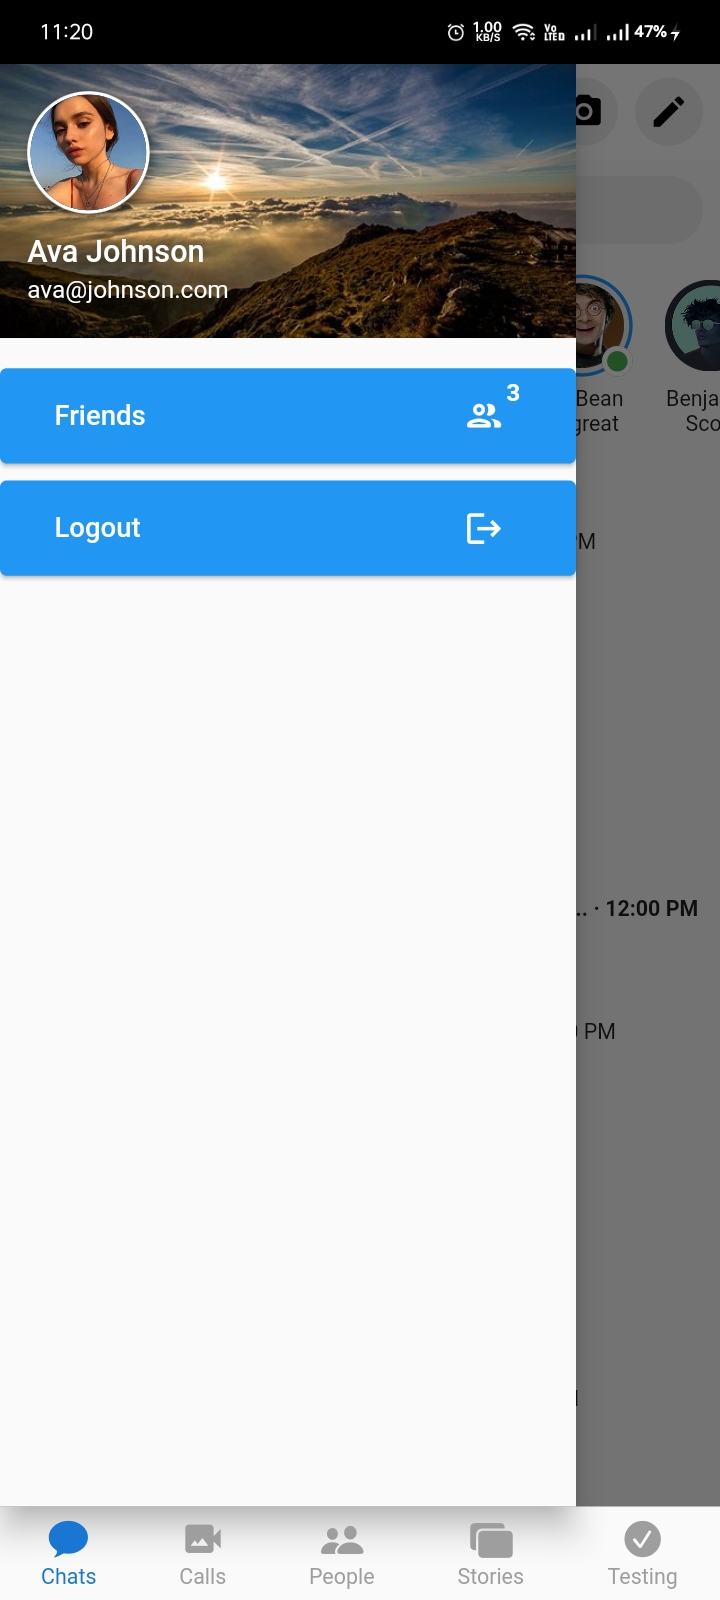 11:20
1.00
KB/S
Vo
LTE
47%
Ava Johnson
ava@johnson.com
Friends
3
Logout
Bean
great
Benja
Sco
PM
.. · 12:00 PM
PM
Chats
Calls
People
Stories
Testing